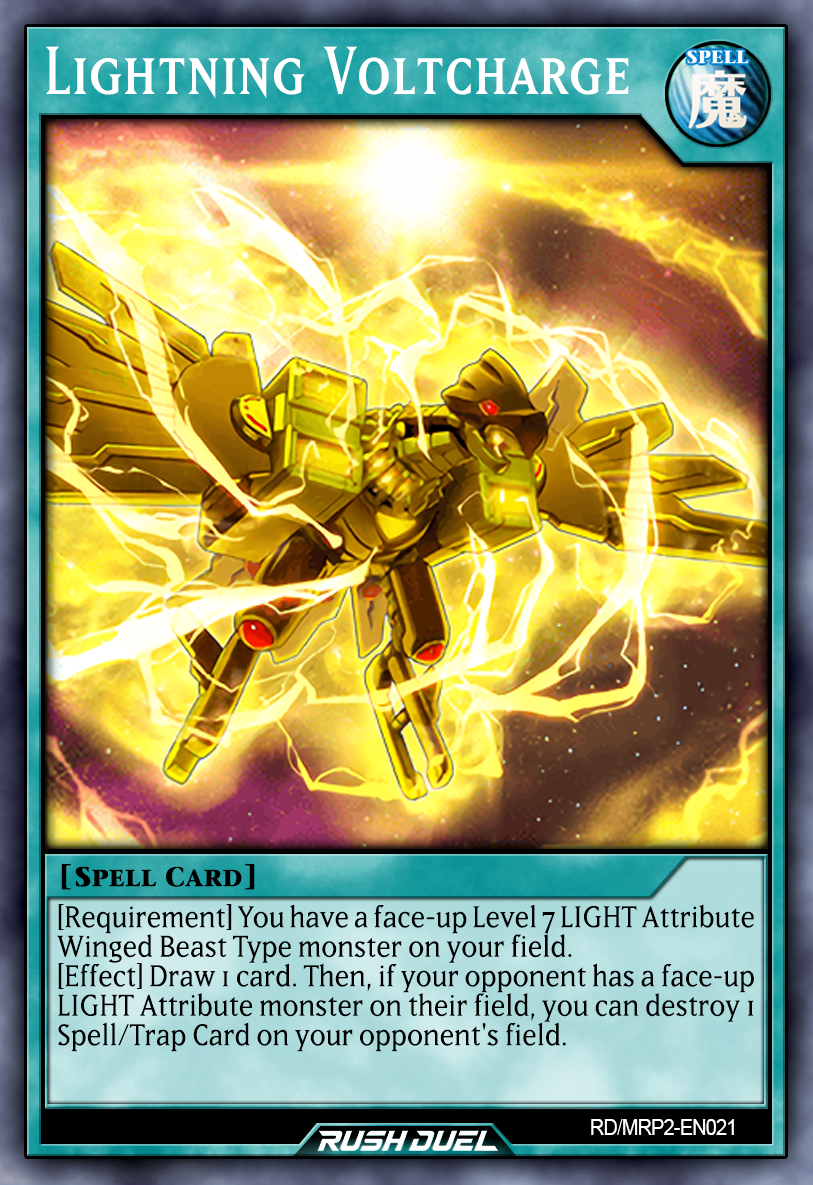 Lightning Voltcharge
SPELL
魔
[Spell Card]
[Requirement] You have a face-up Level 7 LIGHT Attribute
Winged Beast Type monster on your field.
[Effect] Draw 1 card. Then, if your opponent has a face-up
LIGHT Attribute monster on their field, you can destroy 1
Spell/Trap Card on your opponent's field.
RD/MRP2-EN021
RUSH DUEL